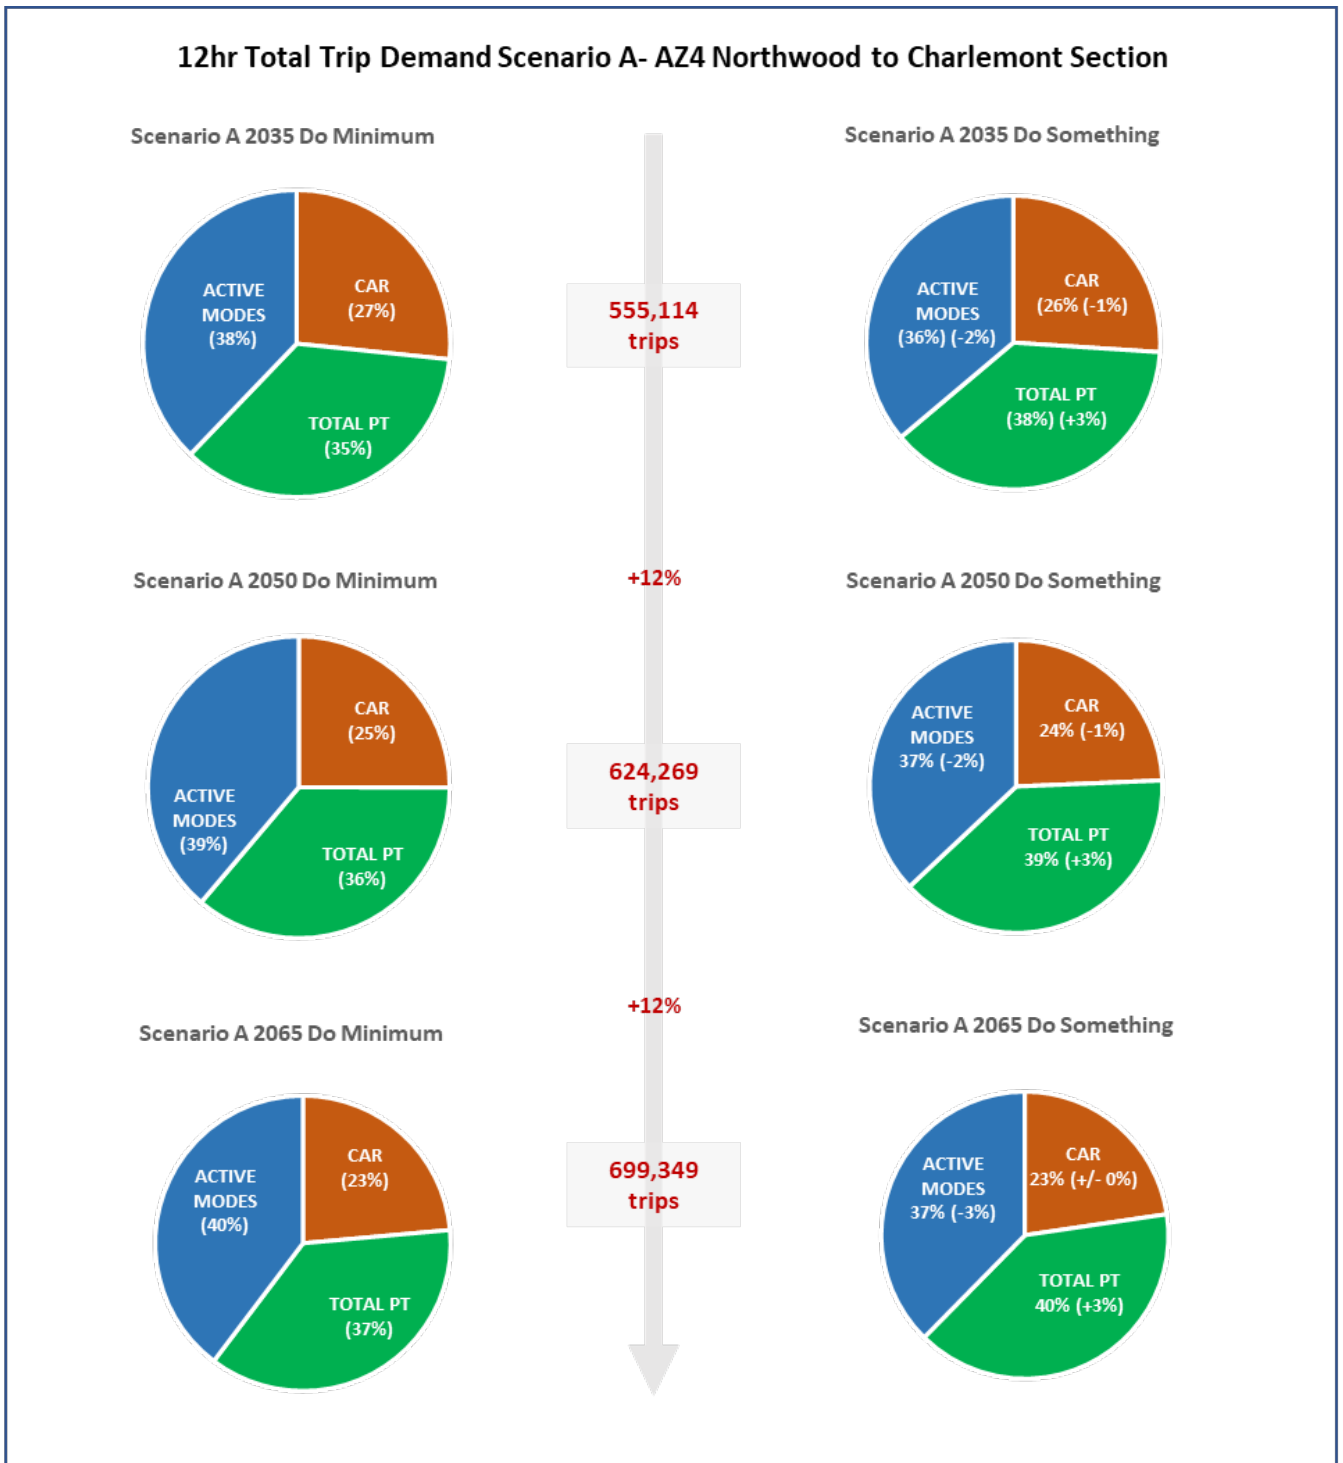 12hr Total Trip Demand Scenario A- AZ4 Northwood to Charlemont Section
Scenario A 2035 Do Minimum
ACTIVE
MODES
(38%)
CAR
(27%)
TOTAL PT
(35%)
555,114
trips
Scenario A 2035 Do Something
ACTIVE
MODES
(36%) (-2%)
CAR
(26% (-1%)
TOTAL PT
(38%) (+3%)
+12%
Scenario A 2050 Do Minimum
CAR
(25%)
ACTIVE
MODES
(39%)
TOTAL PT
(36%)
624,269
trips
Scenario A 2050 Do Something
ACTIVE
MODES
37% (-2%)
CAR
24% (-1%)
TOTAL PT
39% (+3%)
+12%
Scenario A 2065 Do Minimum
ACTIVE
MODES
(40%)
CAR
(23%)
TOTAL PT
(37%)
699,349
trips
Scenario A 2065 Do Something
ACTIVE
MODES
37% (-3%)
CAR
23% (+/- 0%)
TOTAL PT
40% (+3%)